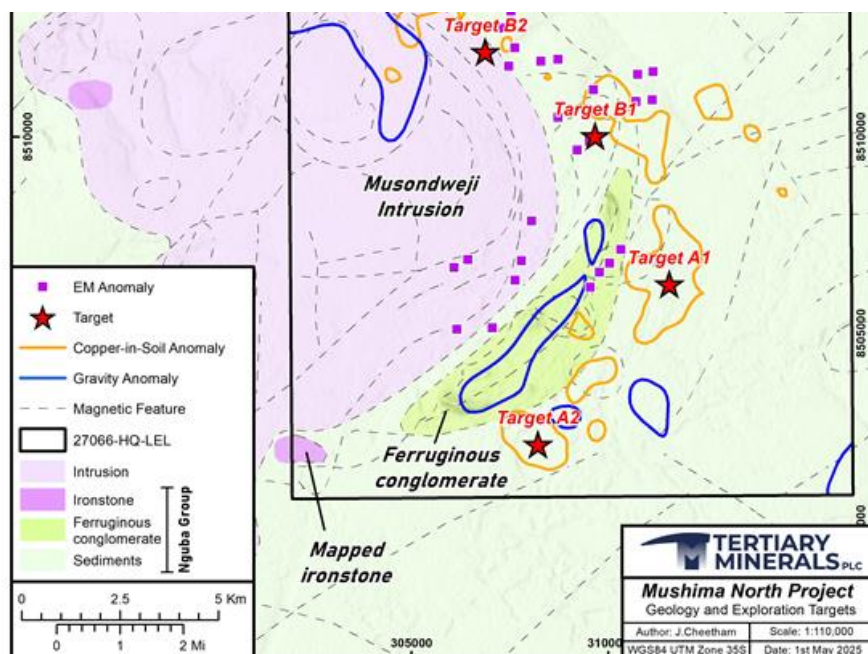 Target B2
Target B1
8510000
8510000
Musondweji
Intrusion
Target A1
EM Anomaly
Target
Copper-in-Soil Anomaly
Gravity Anomaly
Magnetic Feature
27066-HQ-LEL
Intrusion
Ironstone
Ferruginous
conglomerate
Sediments
Nguba Group
8505000
Target A2
Ferruginous
conglomerate
Mapped
ironstone
0 2.5 5 Km
0 1 2 Mi
305000
31000
000
TERTIARY
MINERALS PLC
Mushima North Project
Geology and Exploration Targets
Author: J.Cheetham
Scale: 1:110,000
WGS84 UTM Zone 35S
Date: 1st May 2025